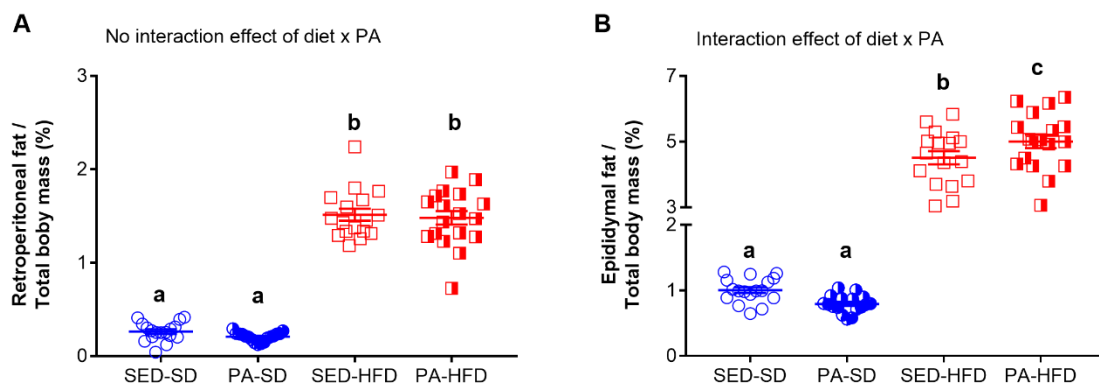 A
No interaction effect of diet x PA
Retroperitoneal fat /
Total boby mass (%)
3
2
1
0
a
a
b
b
SED-SD
PA-SD
SED-HFD
PA-HFD
B
Interaction effect of diet x PA
Epididymal fat /
Total body mass (%)
7
5
3
2
1
0
a
a
b
c
SED-SD
PA-SD
SED-HFD
PA-HFD